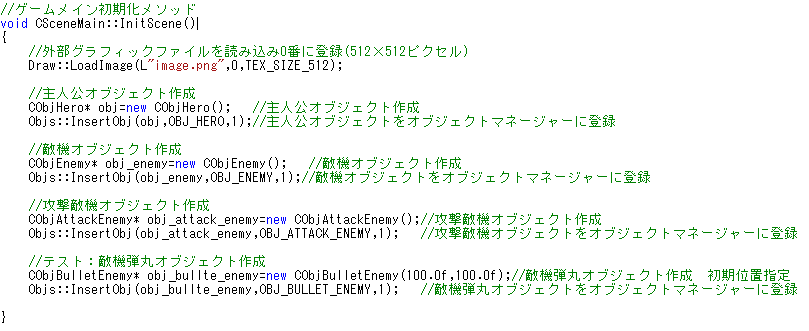 //ゲームメイン初期化メソッド
void CSceneMain::InitScene()
{
//外部グラフィックファイルを読み込み0番に登録(512×512ピクセル)
Draw::LoadImage(L"image.png",0,TEX_SIZE_512);
//主人公オブジェクト作成
CObjHero* obj=new CObjHero(); //主人公オブジェクト作成
Objs::InsertObj(obj,OBJ_HERO,1);//主人公オブジェクトをオブジェクトマネージャーに登録
//敵機オブジェクト作成
CObjEnemy* obj_enemy=new CObjEnemy(); //敵機オブジェクト作成
Objs::InsertObj(obj_enemy,OBJ_ENEMY,1);//敵機オブジェクトをオブジェクトマネージャーに登録
//攻撃敵機オブジェクト作成
CObjAttackEnemy* obj_attack_enemy=new CObjAttackEnemy();//攻撃敵機オブジェクト作成
Objs::InsertObj(obj_attack_enemy,OBJ_ATTACK_ENEMY,1); //攻撃敵機オブジェクトをオブジェクトマネージャーに登録
//テスト：敵機弾丸オブジェクト作成
CObjBulletEnemy* obj_bullte_enemy=new CObjBulletEnemy(100.0f,100.0f);//敵機弾丸オブジェクト作成　初期位置指定
Objs::InsertObj(obj_bullte_enemy,OBJ_BULLET_ENEMY,1); //敵機弾丸オブジェクトをオブジェクトマネージャーに登録
}